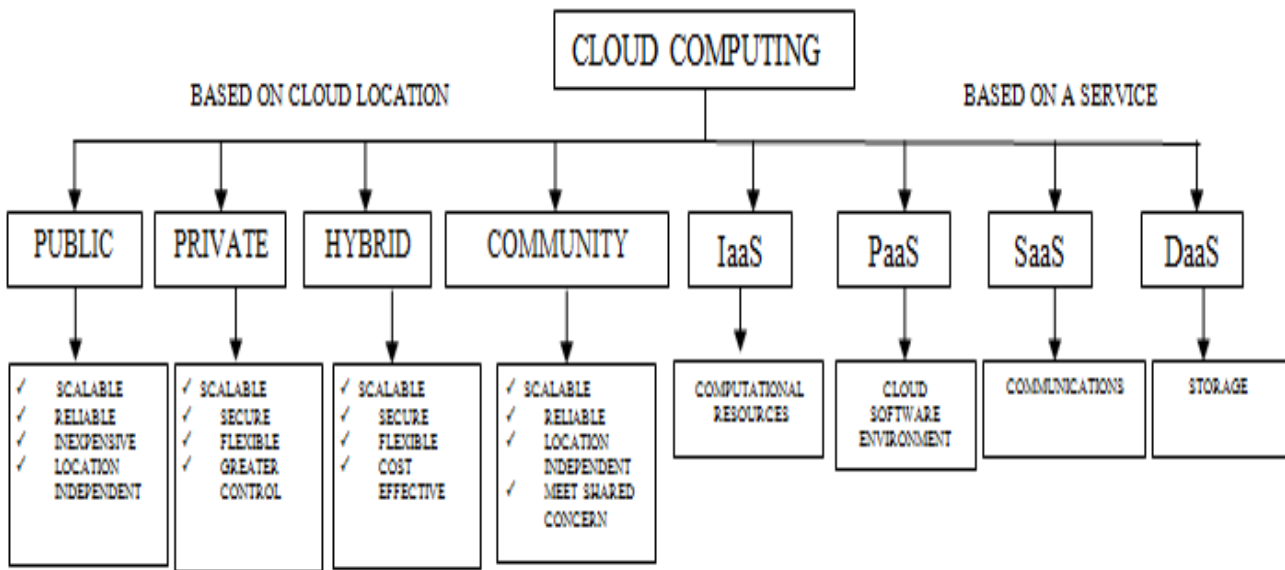 CLOUD COMPUTING
BASED ON CLOUD LOCATION
BASED ON A SERVICE
PUBLIC
PRIVATE
HYBRID
COMMUNITY
IaaS
PaaS
SaaS
DaaS
✓ SCALABLE
✓ RELIABLE
✓ INEXPENSIVE
✓ LOCATION
INDEPENDENT
✓ SCALABLE
✓ SECURE
✓ FLEXIBLE
✓ GREATER
CONTROL
✓ SCALABLE
✓ SECURE
✓ FLEXIBLE
✓ COST
EFFECTIVE
✓ SCALABLE
✓ RELIABLE
✓ LOCATION
INDEPENDENT
✓ MEET SHARED
CONCERN
COMPUTATIONAL
RESOURCES
CLOUD
SOFTWARE
ENVIRONMENT
COMMUNICATIONS
STORAGE